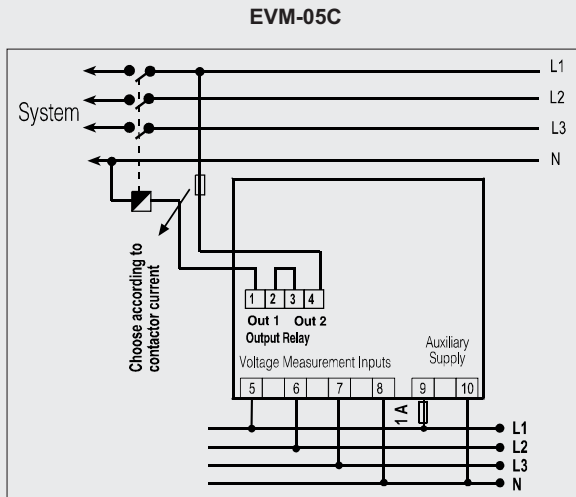 EVM-05C
L1
L2
System
L3
N
Choose according to
contactor current
1 2 3 4
Out 1 Out 2
Output Relay
Auxiliary
Supply
Voltage Measurement Inputs
5 6 7 8 9 10
1 A
L1
L2
L3
N